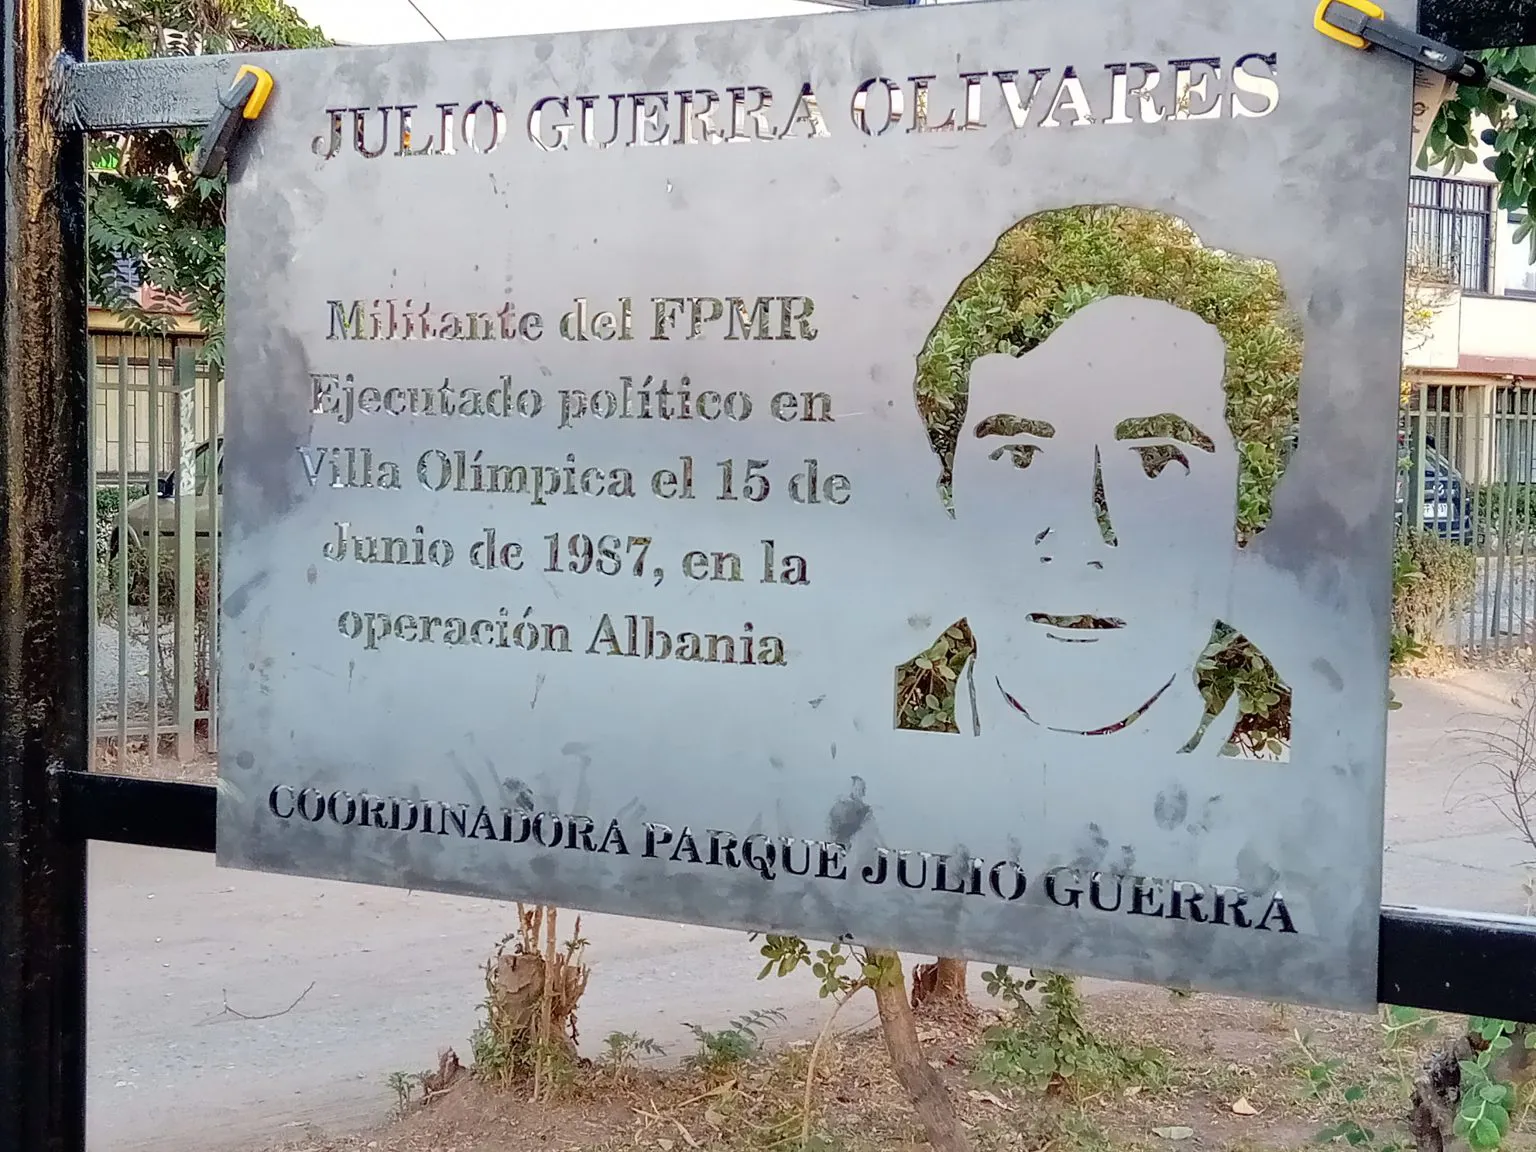 JULIO GUERRA OLIVARES
Militante del FPMR
Ejecutado político en
Villa Olímpica el 15 de
Junio de 1987, en la
operación Albania
COORDINADORA PARQUE JULIO GUERRA